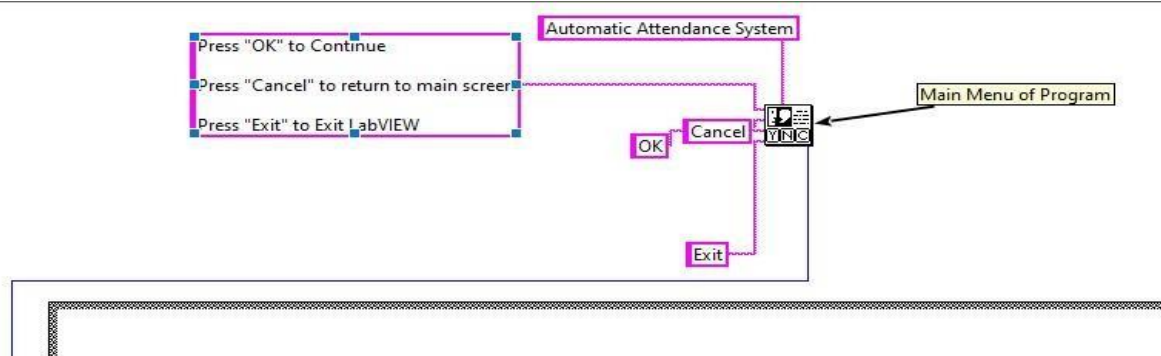 Automatic Attendance System
Press "OK" to Continue
Press "Cancel" to return to main screen.
Press "Exit" to Exit LabVIEW
Main Menu of Program
Cancel
OK
Y N C
Exit